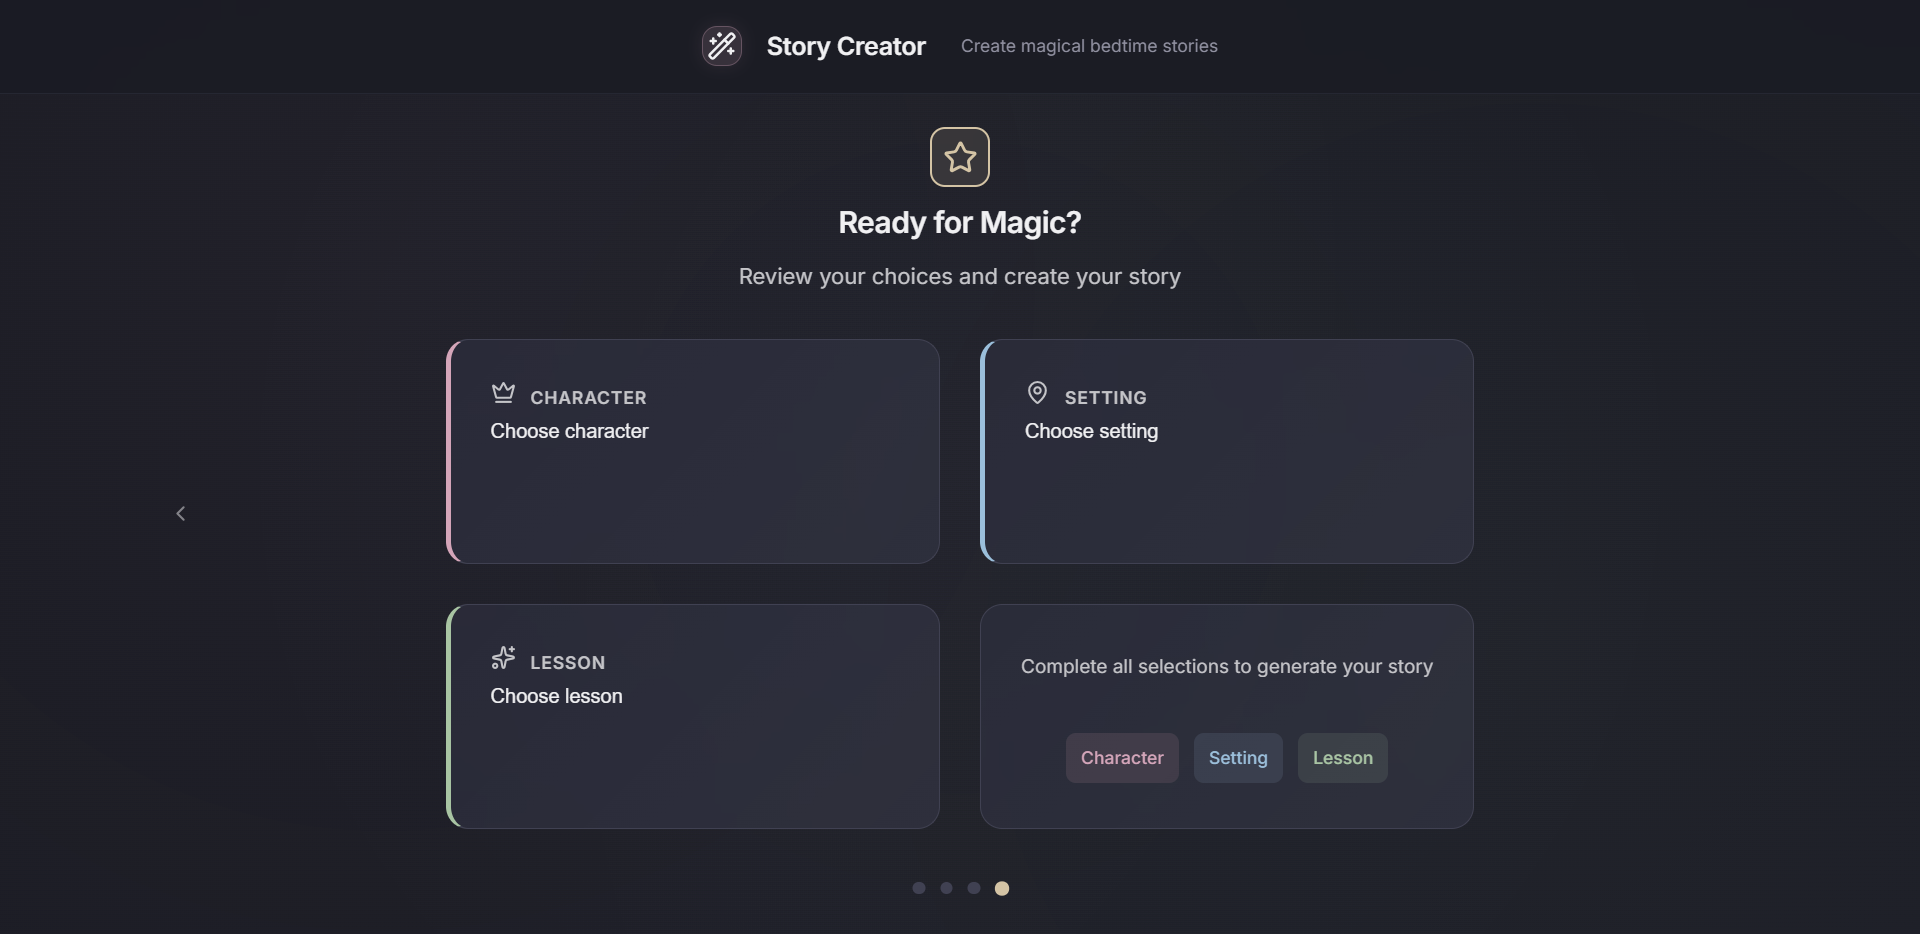 Story Creator
Create magical bedtime stories
Ready for Magic?
Review your choices and create your story
CHARACTER
Choose character
SETTING
Choose setting
LESSON
Choose lesson
Complete all selections to generate your story
Character
Setting
Lesson